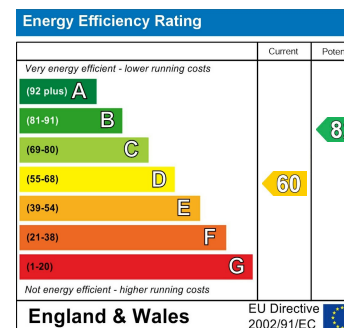 Energy Efficiency Rating
Current
Very energy efficient - lower running costs
(92 plus) A
(81-91) B
(69-80) C
(55-68) D
60
(39-54) E
(21-38) F
(1-20) G
Not energy efficient - higher running costs
England & Wales
EU Directive
2002/91/EC